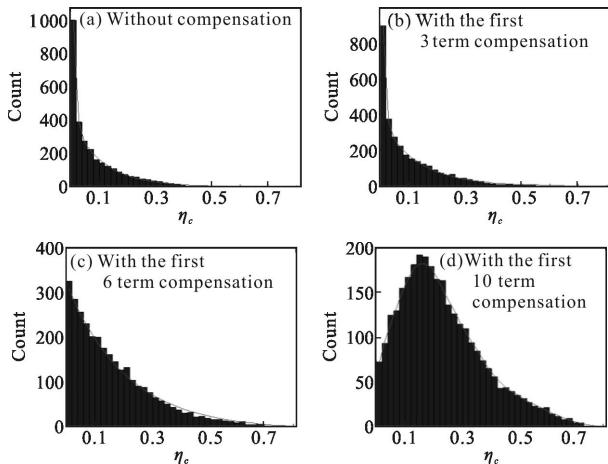 (a) Without compensation
1000
800
600
400
200
0
Count
0.1 0.3 0.5 0.7
η_c
(b) With the first
3 term compensation
800
600
400
200
0
Count
0.1 0.3 0.5 0.7
η_c
(c) With the first
6 term compensation
400
300
200
100
0
Count
0.1 0.3 0.5 0.7
η_c
(d) With the first
10 term
compensation
200
150
100
50
0
Count
0.1 0.3 0.5 0.7
η_c